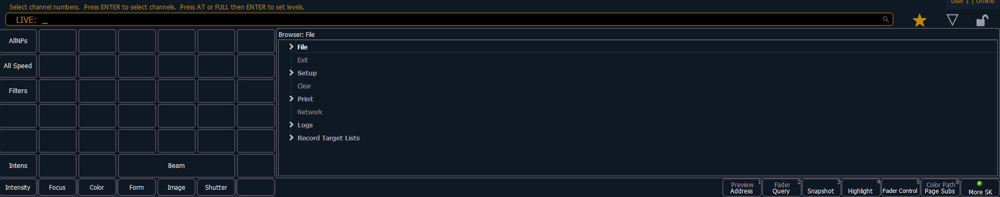 User 1 | Offline
Select channel numbers.  Press ENTER to select channels.  Press AT or FULL then ENTER to set levels.
LIVE: _
AllNPs
All Speed
Filters
Intens
Beam
Intensity
Focus
Color
Form
Image
Shutter
Browser: File
File
Exit
Setup
Clear
Print
Network
Logs
Record Target Lists
Preview 1
Address
Fader 2
Query
3
Snapshot
4
Highlight
5
Fader Control
Color Path 6
Page Subs
More SK